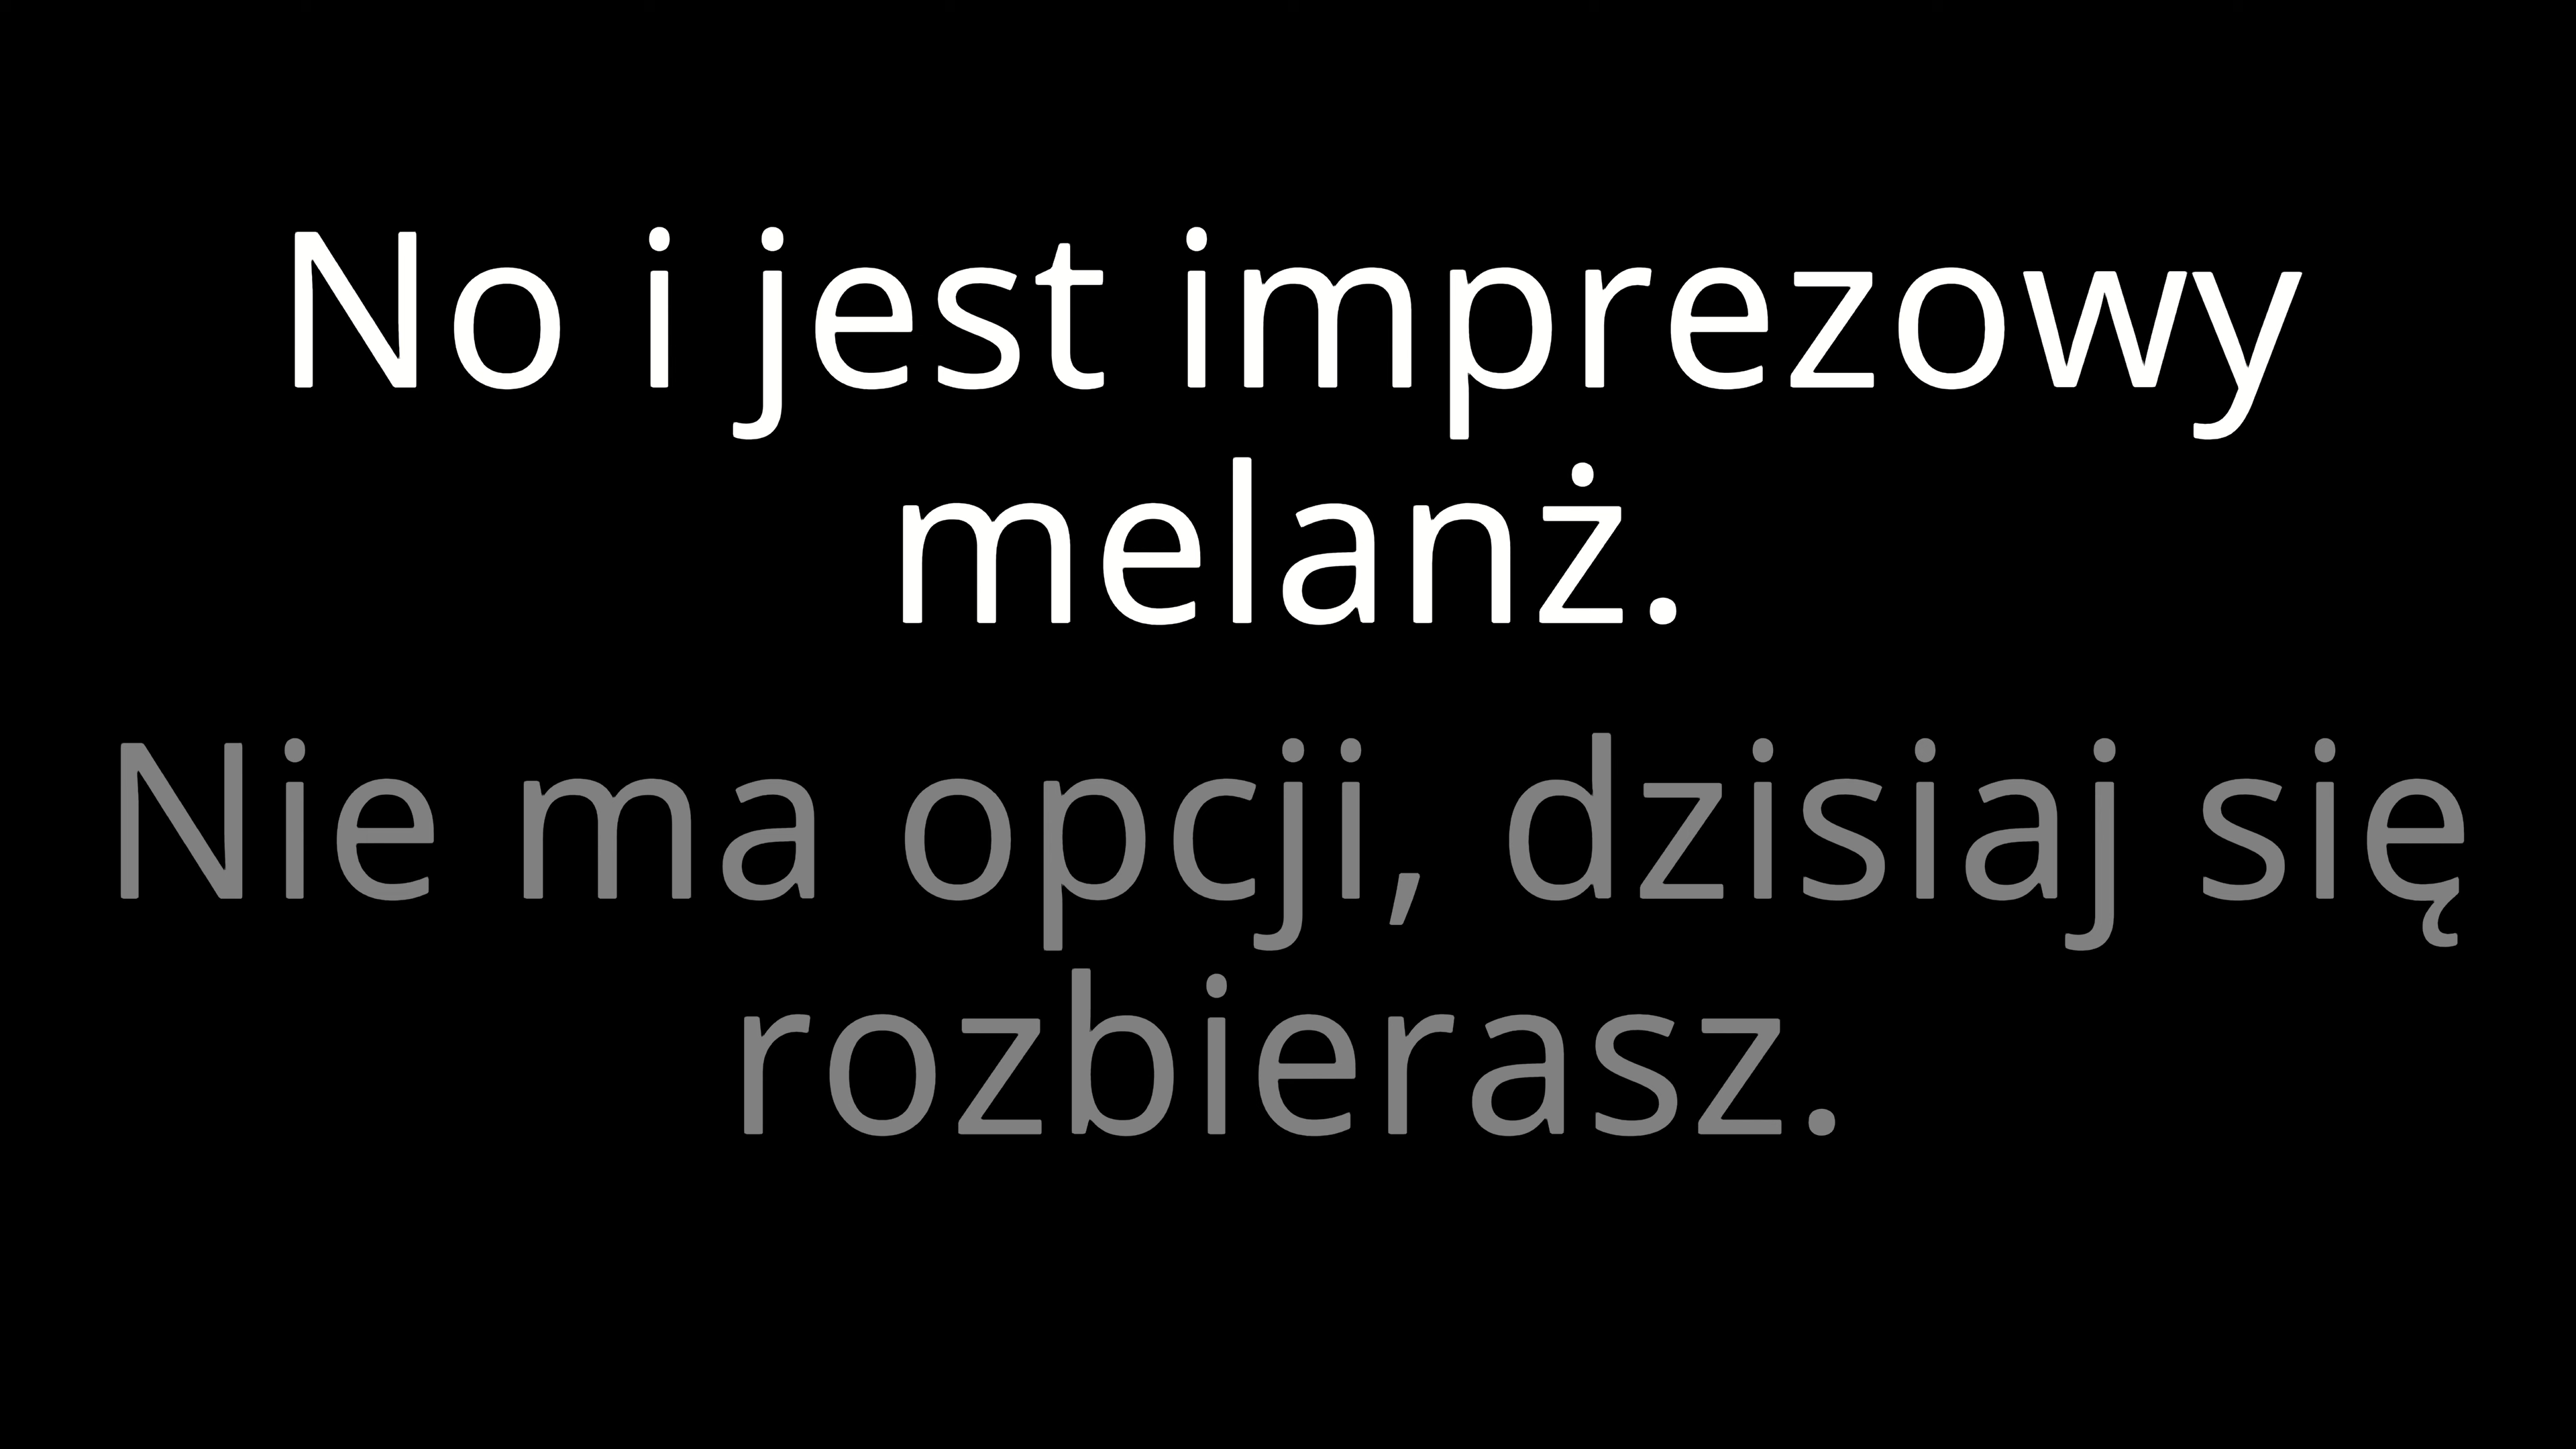 No i jest imprezowy
melanż.
Nie ma opcji, dzisiaj się
rozbierasz.